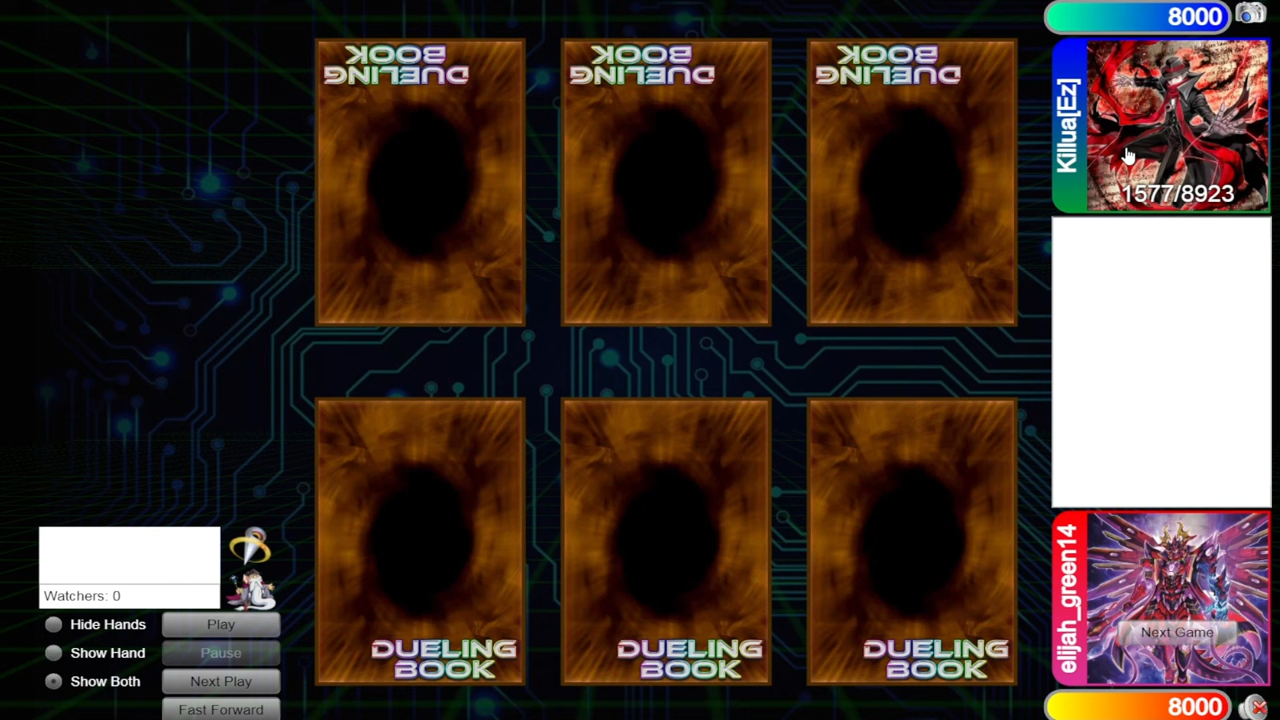 8000
DUELING
BOOK
DUELING
BOOK
DUELING
BOOK
Killua[Ez]
1577/8923
Watchers: 0
Hide Hands
Play
Show Hand
Pause
Show Both
Next Play
Fast Forward
DUELING
BOOK
DUELING
BOOK
DUELING
BOOK
elijah_green14
Next Game
8000